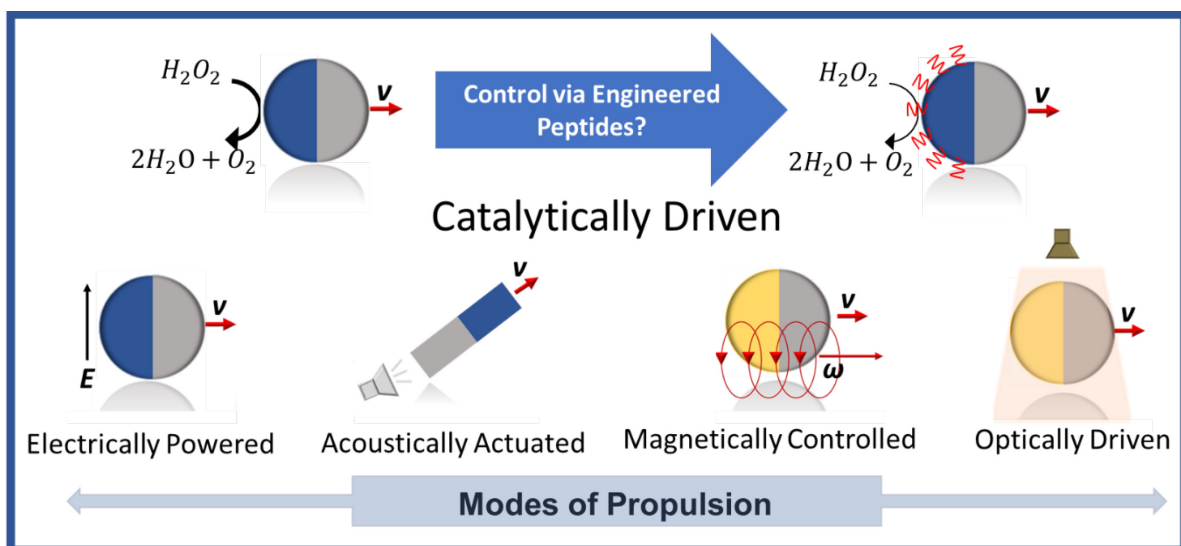 H₂O₂
v
2H₂O + O₂
Control via Engineered
Peptides?
H₂O₂
v
2H₂O + O₂
Catalytically Driven
E
v
v
v
ω
v
Electrically Powered
Acoustically Actuated
Magnetically Controlled
Optically Driven
Modes of Propulsion